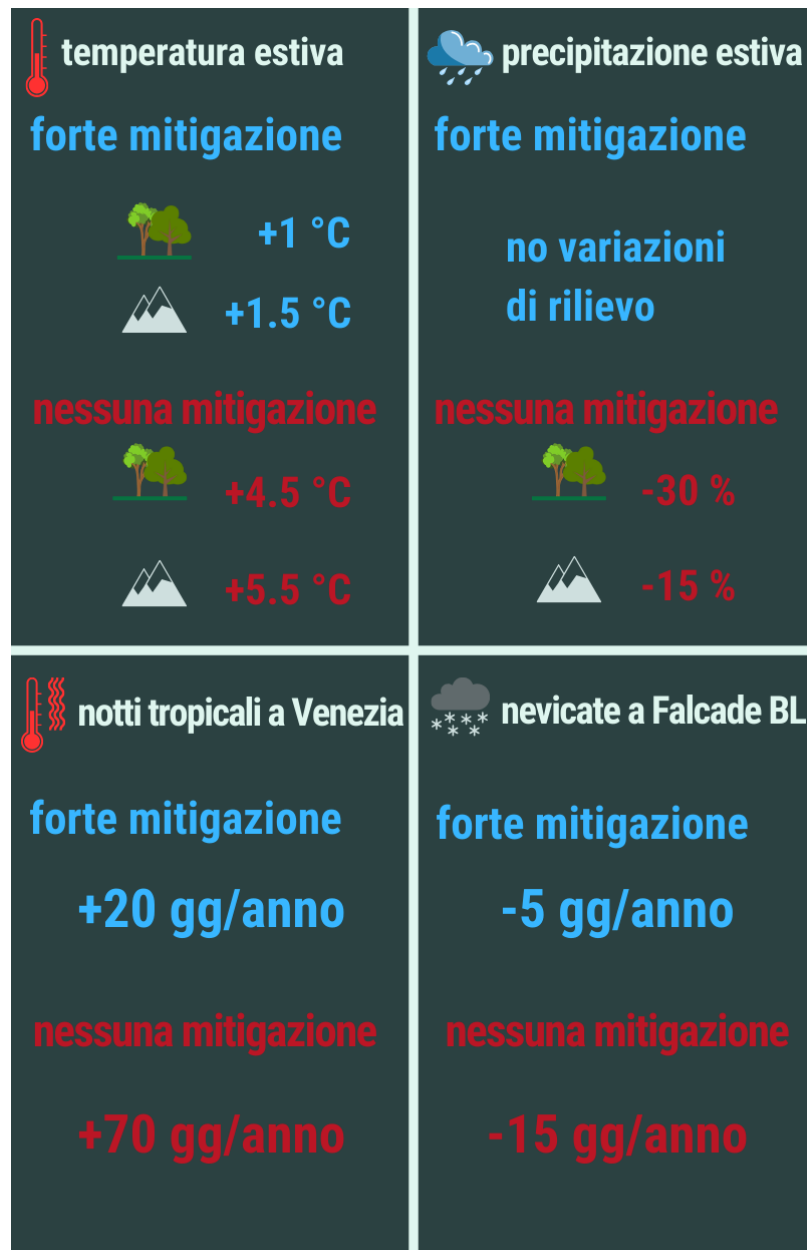 temperatura estiva
forte mitigazione
+1 °C
+1.5 °C
nessuna mitigazione
+4.5 °C
+5.5 °C
precipitazione estiva
forte mitigazione
no variazioni
di rilievo
nessuna mitigazione
-30 %
-15 %
notti tropicali a Venezia
forte mitigazione
+20 gg/anno
nessuna mitigazione
+70 gg/anno
nevicate a Falcade BL
forte mitigazione
-5 gg/anno
nessuna mitigazione
-15 gg/anno